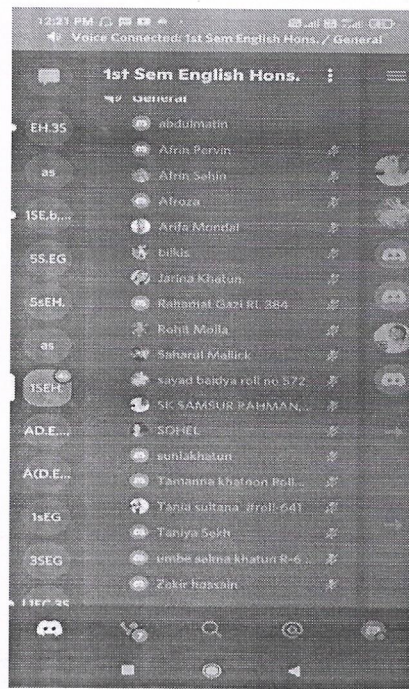 12:21 PM
Voice Connected: 1st Sem English Hons. / General
1st Sem English Hons.
General
EH.3S
abdulmatin
Afrin Pervin
as
Afrin Sahin
Afroza
1SE,b,...
Arifa Mondal
5S.EG
bilkis
Jarina Khatun.
5sEH.
Rahamat Gazi Rl. 384
Rohit Molla
as
Saharul Mallick
sayad baidya roll no 572
1SEH.
SK SAMSUR RAHMAN,...
AD.E...,
SOHEL
sunlakhatun
A(D.E...
Tamanna khatoon Roll...
1sEG
Tania sultana #roll-641
Taniya Sekh
3SEG
umbe salma khatun R-6...
Zakir hossain
7